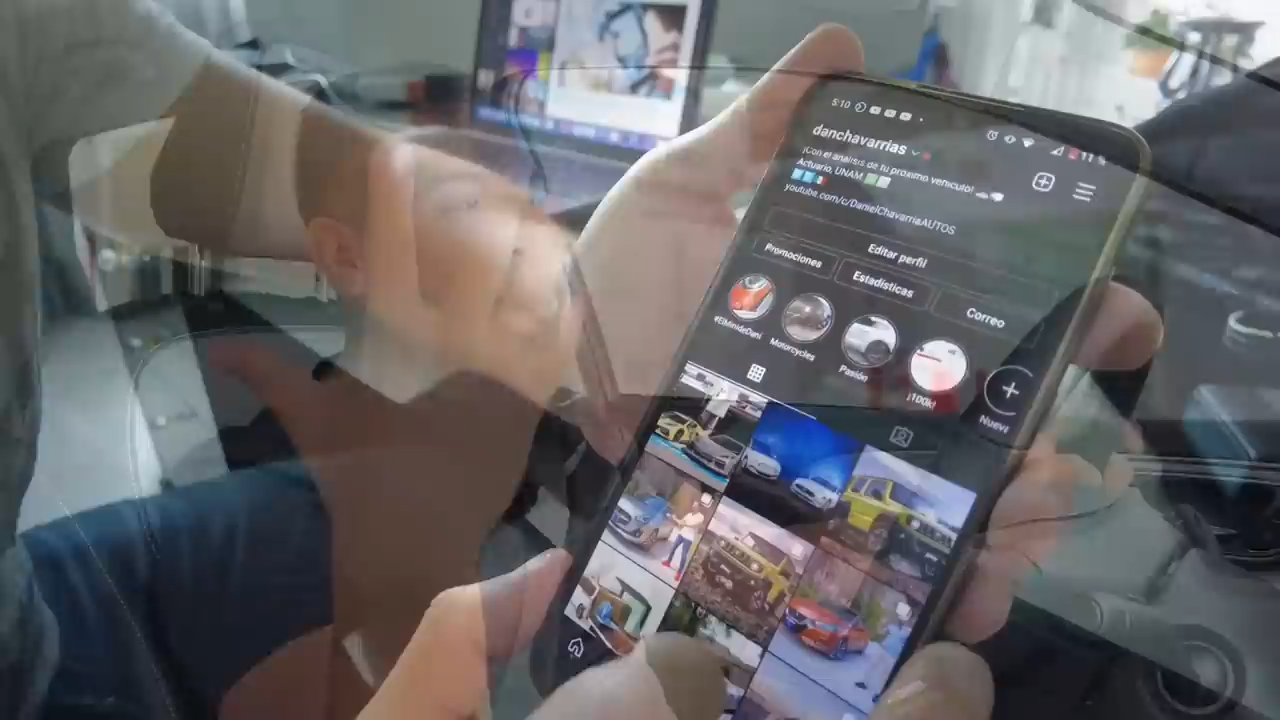 5:10
danchavarrias
¡Con el análisis de tu próximo vehículo!
Actuario, UNAM
youtube.com/c/DanielChavarriaAUTOS
Editar perfil
Promociones
Estadísticas
Correo
#ElMinideDani
Motorcycles
Pasión
¡100k!